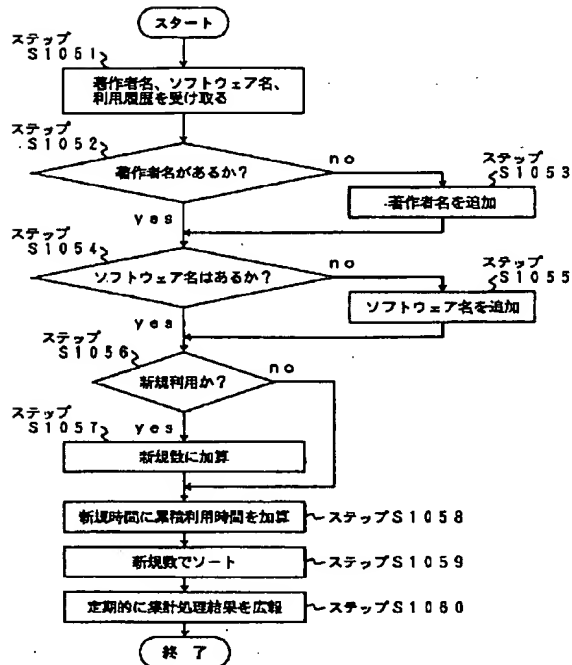 スタート
ステップ
S1051
著作者名、ソフトウェア名、
利用履歴を受け取る
ステップ
S1052
著作者名があるか？
no
ステップ
S1053
著作者名を追加
yes
ステップ
S1054
ソフトウェア名はあるか？
no
ステップ
S1055
ソフトウェア名を追加
yes
ステップ
S1056
新規利用か？
no
ステップ
S1057
yes
新規数に加算
新規時間に累積利用時間を加算
ステップS1058
新規数でソート
ステップS1059
定期的に集計処理結果を広報
ステップS1060
終了